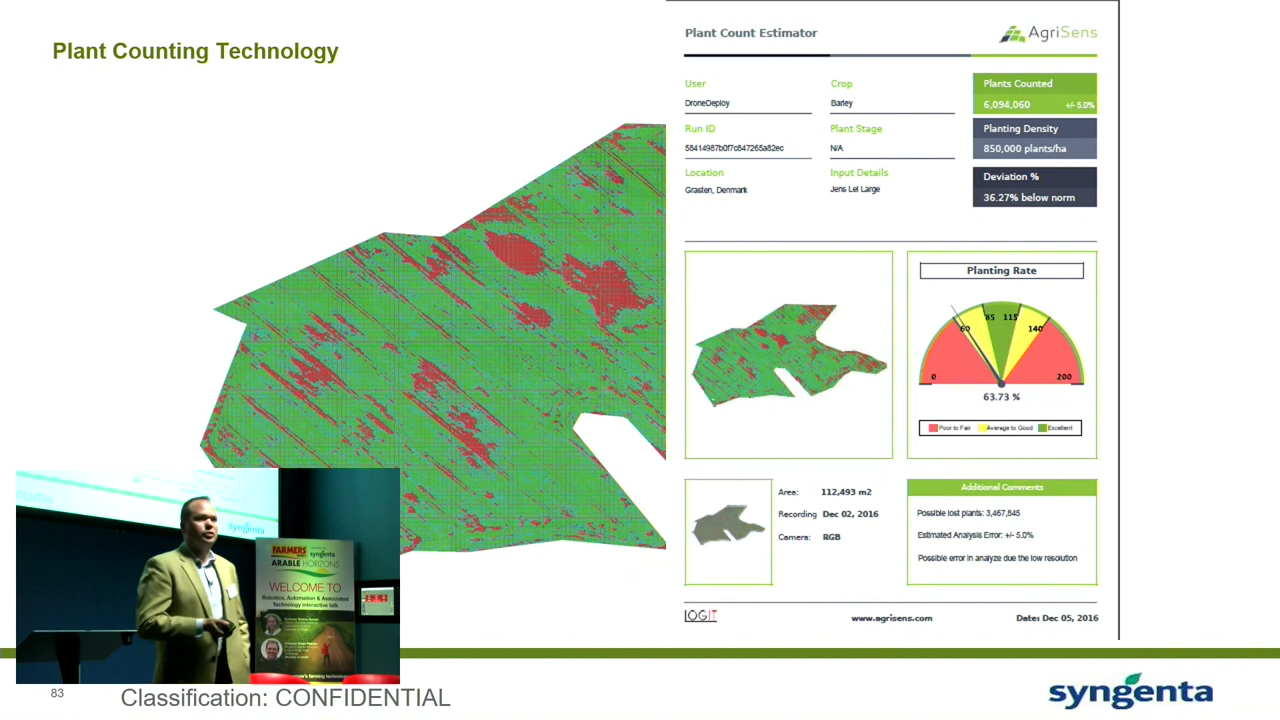 Plant Counting Technology
Plant Count Estimator
AgriSens
User
DroneDeploy
Crop
Barley
Plants Counted
6,094,060 +/- 5.0%
Run ID
58414987b0f7c847265a82ec
Plant Stage
N/A
Planting Density
850,000 plants/ha
Location
Grasten, Denmark
Input Details
Jens Lei Large
Deviation %
36.27% below norm
Planting Rate
0
60
85
115
140
200
63.73 %
Poor to Fair
Average to Good
Excellent
Area: 112,493 m2
Recording Dec 02, 2016
Camera: RGB
Additional Comments
Possible lost plants: 3,467,845
Estimated Analysis Error: +/- 5.0%
Possible error in analyze due the low resolution
LOGIT
www.agrisens.com
Date: Dec 05, 2016
syngenta
FARMERS
syngenta
ARABLE HORIZONS
WELCOME TO
Robotics, Automation & Associated
Technology interactive talk
83
Classification: CONFIDENTIAL
syngenta